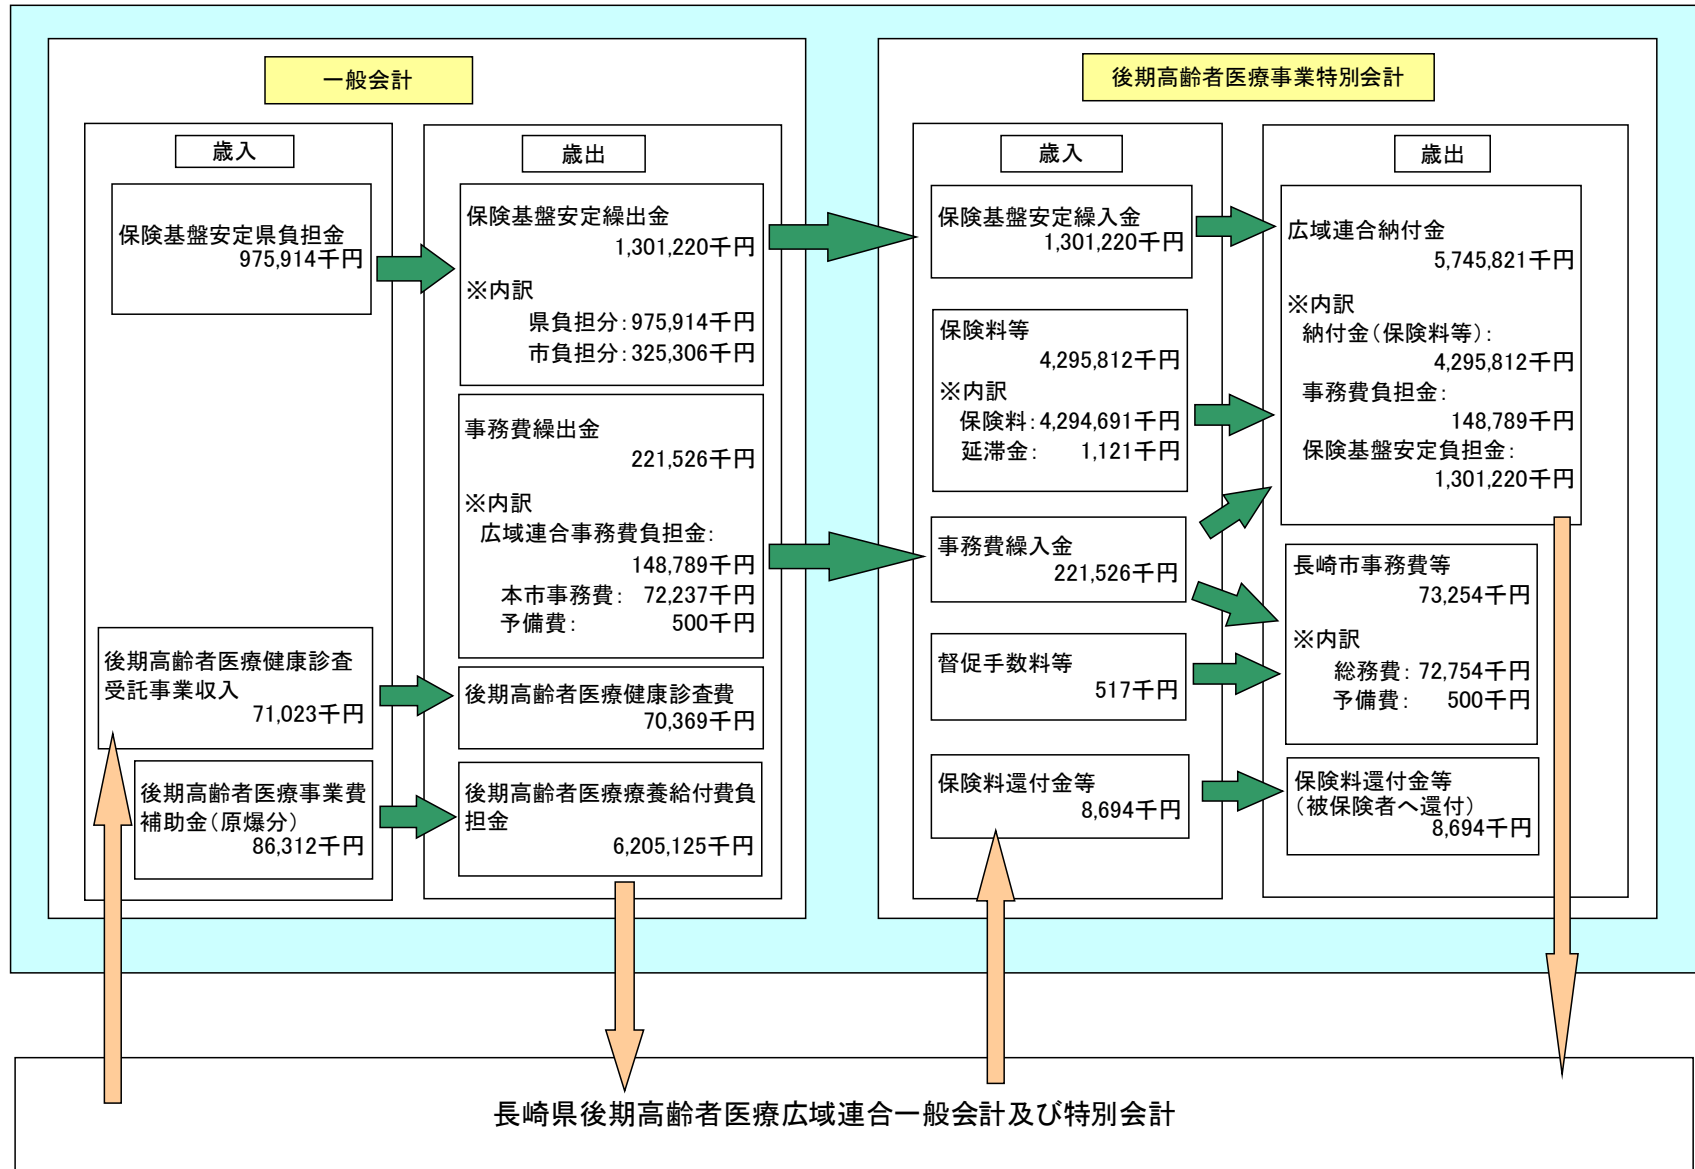 一般会計
歳入
保険基盤安定県負担金
975,914千円
後期高齢者医療健康診査
受託事業収入
71,023千円
後期高齢者医療事業費
補助金(原爆分)
86,312千円
歳出
保険基盤安定繰出金
1,301,220千円
※内訳
県負担分:975,914千円
市負担分:325,306千円
事務費繰出金
221,526千円
※内訳
広域連合事務費負担金:
148,789千円
本市事務費: 72,237千円
予備費: 500千円
後期高齢者医療健康診査費
70,369千円
後期高齢者医療療養給付費負
担金
6,205,125千円
後期高齢者医療事業特別会計
歳入
保険基盤安定繰入金
1,301,220千円
保険料等
4,295,812千円
※内訳
保険料:4,294,691千円
延滞金: 1,121千円
事務費繰入金
221,526千円
督促手数料等
517千円
保険料還付金等
8,694千円
歳出
広域連合納付金
5,745,821千円
※内訳
納付金(保険料等):
4,295,812千円
事務費負担金:
148,789千円
保険基盤安定負担金:
1,301,220千円
長崎市事務費等
73,254千円
※内訳
総務費: 72,754千円
予備費: 500千円
保険料還付金等
(被保険者へ還付)
8,694千円
長崎県後期高齢者医療広域連合一般会計及び特別会計